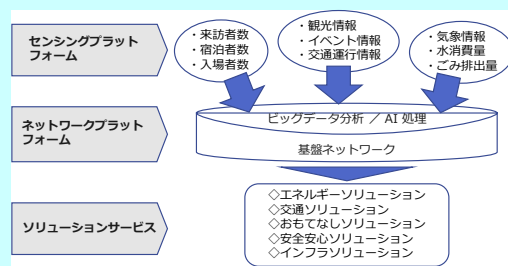 センシングプラット
フォーム
・来訪者数
・宿泊者数
・入場者数
・観光情報
・イベント情報
・交通運行情報
・気象情報
・水消費量
・ごみ排出量
ネットワークプラット
フォーム
ビッグデータ分析 ／ AI 処理
基盤ネットワーク
ソリューションサービス
◇エネルギーソリューション
◇交通ソリューション
◇おもてなしソリューション
◇安全安心ソリューション
◇インフラソリューション